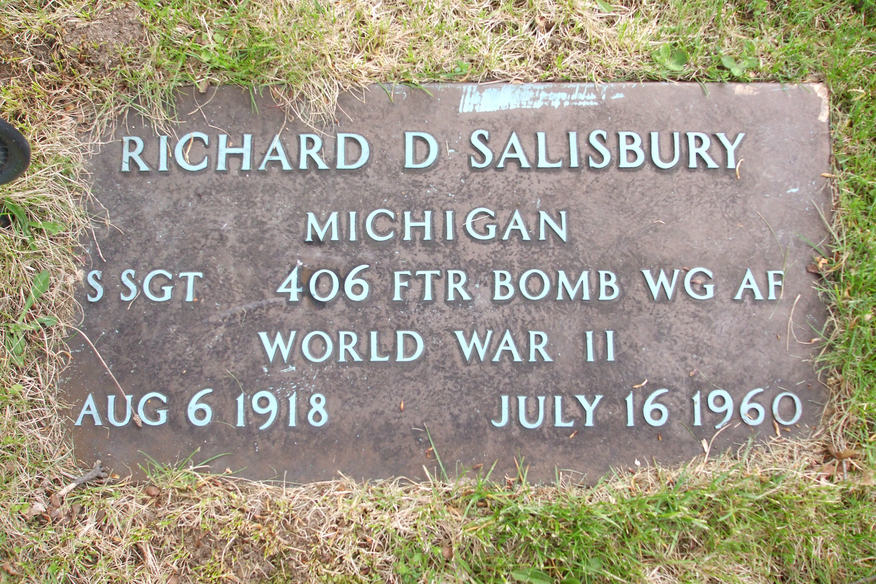 RICHARD D SALISBURY
MICHIGAN
S SGT 406 FTR BOMB WG AF
WORLD WAR II
AUG 6 1918 JULY 16 1960